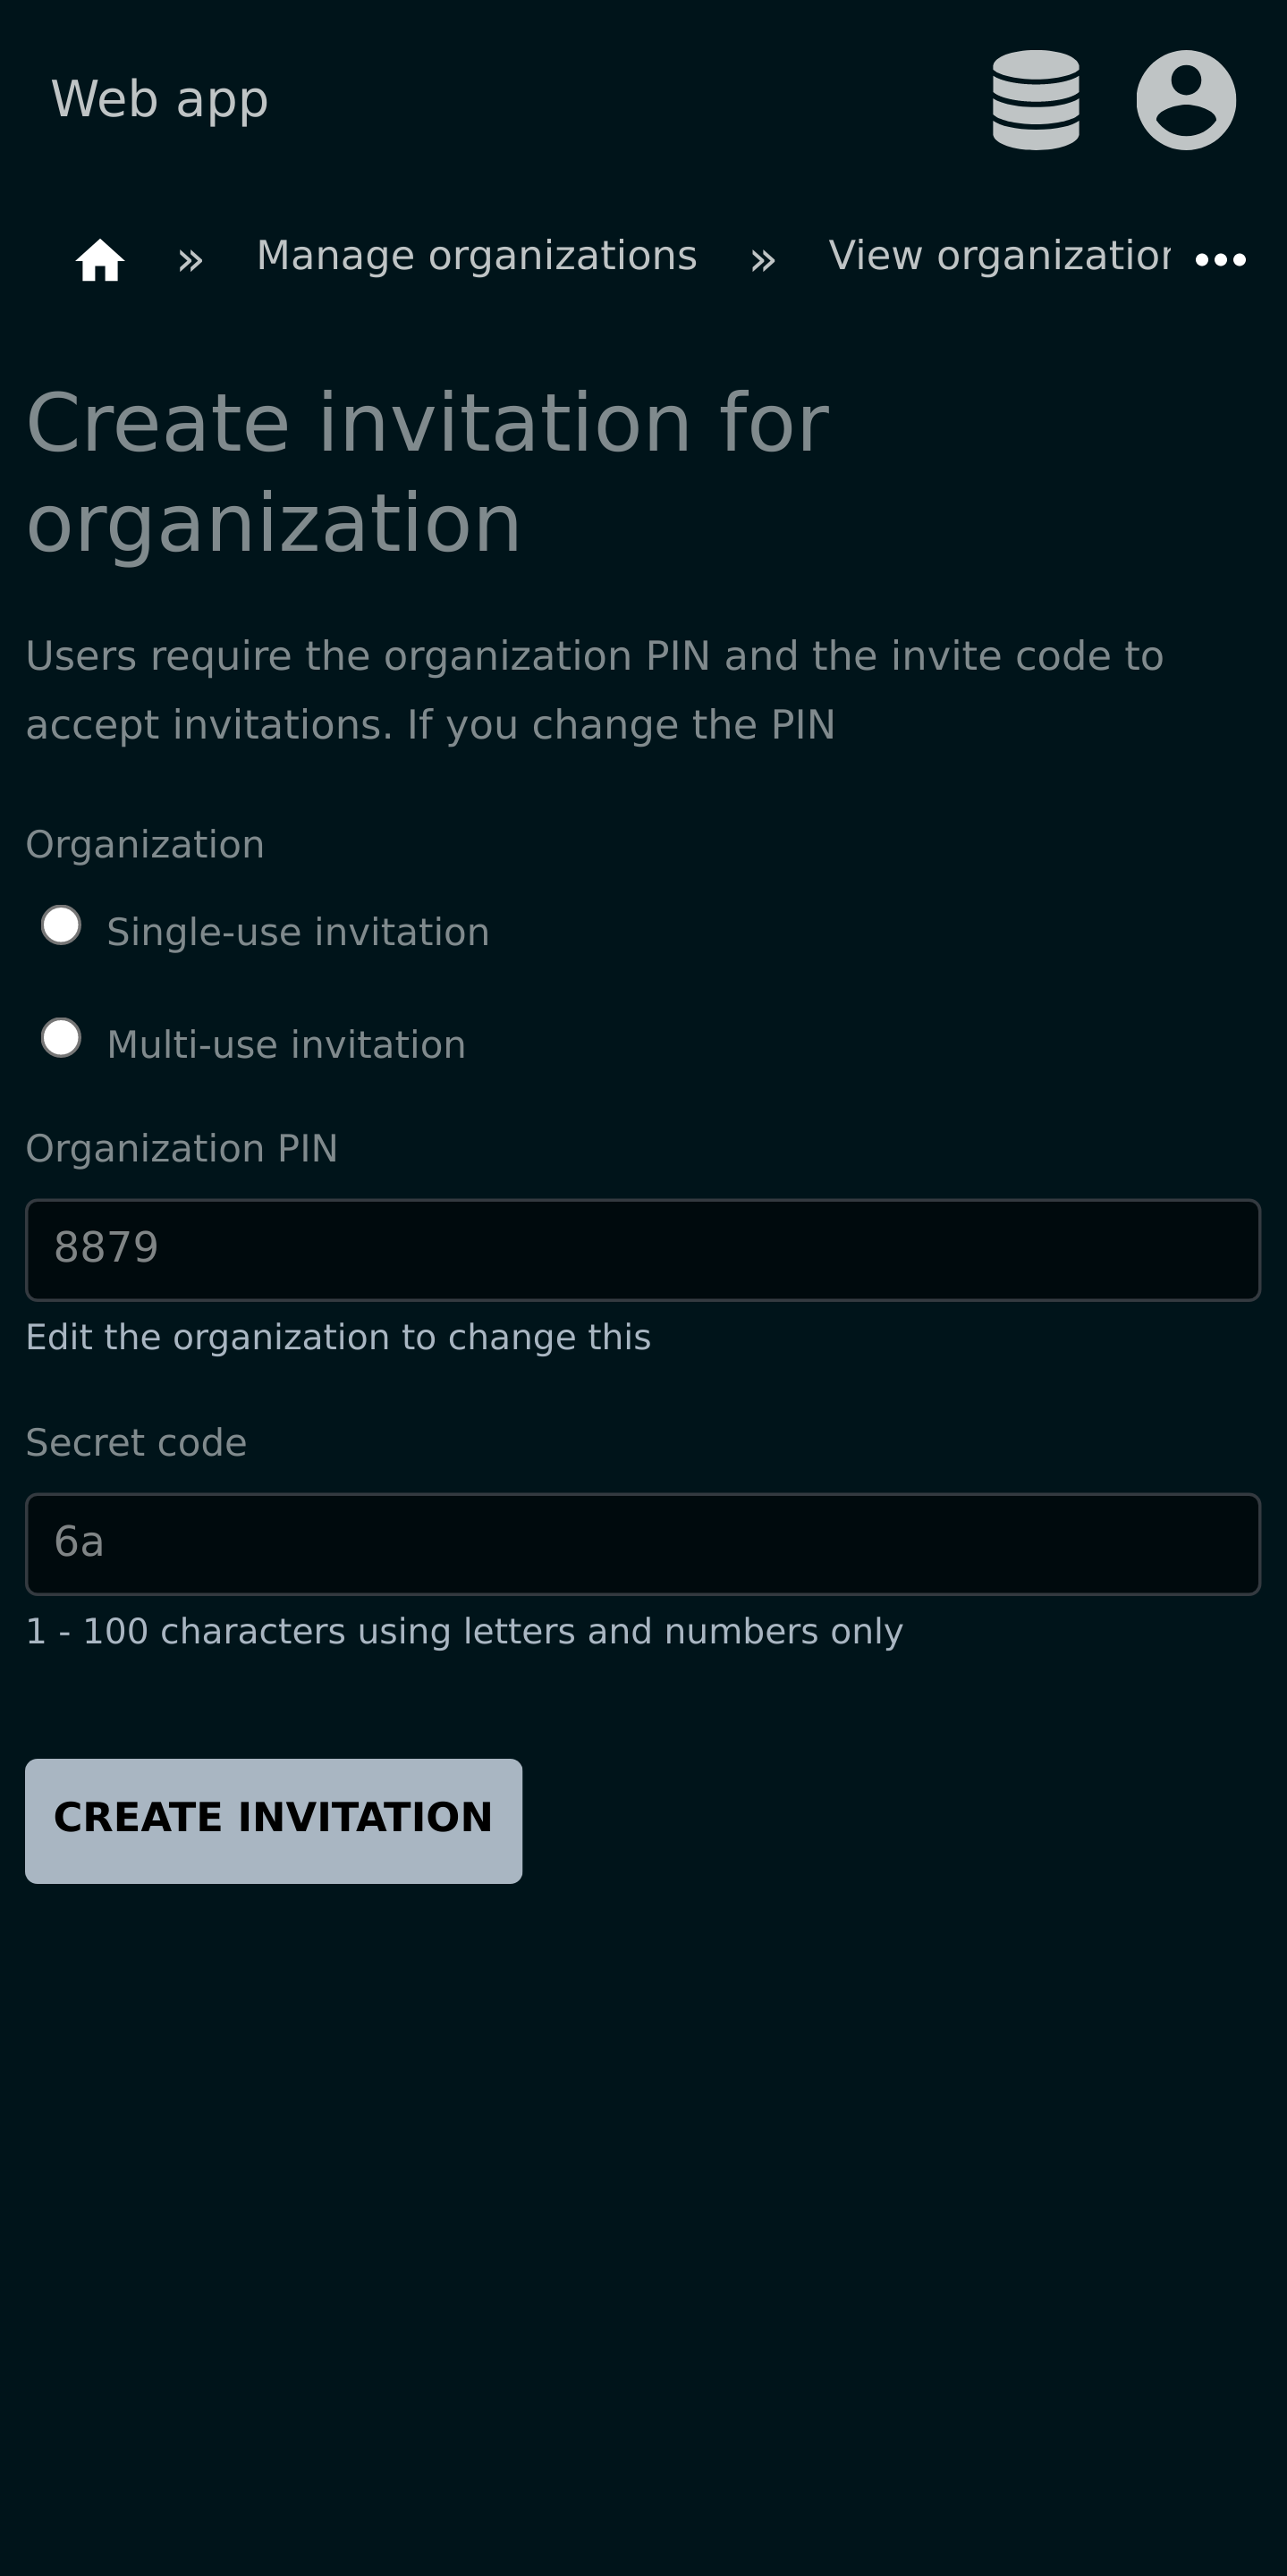 Web app
» Manage organizations » View organization
Create invitation for
organization
Users require the organization PIN and the invite code to
accept invitations. If you change the PIN
Organization
Single-use invitation
Multi-use invitation
Organization PIN
8879
Edit the organization to change this
Secret code
6a
1 - 100 characters using letters and numbers only
CREATE INVITATION